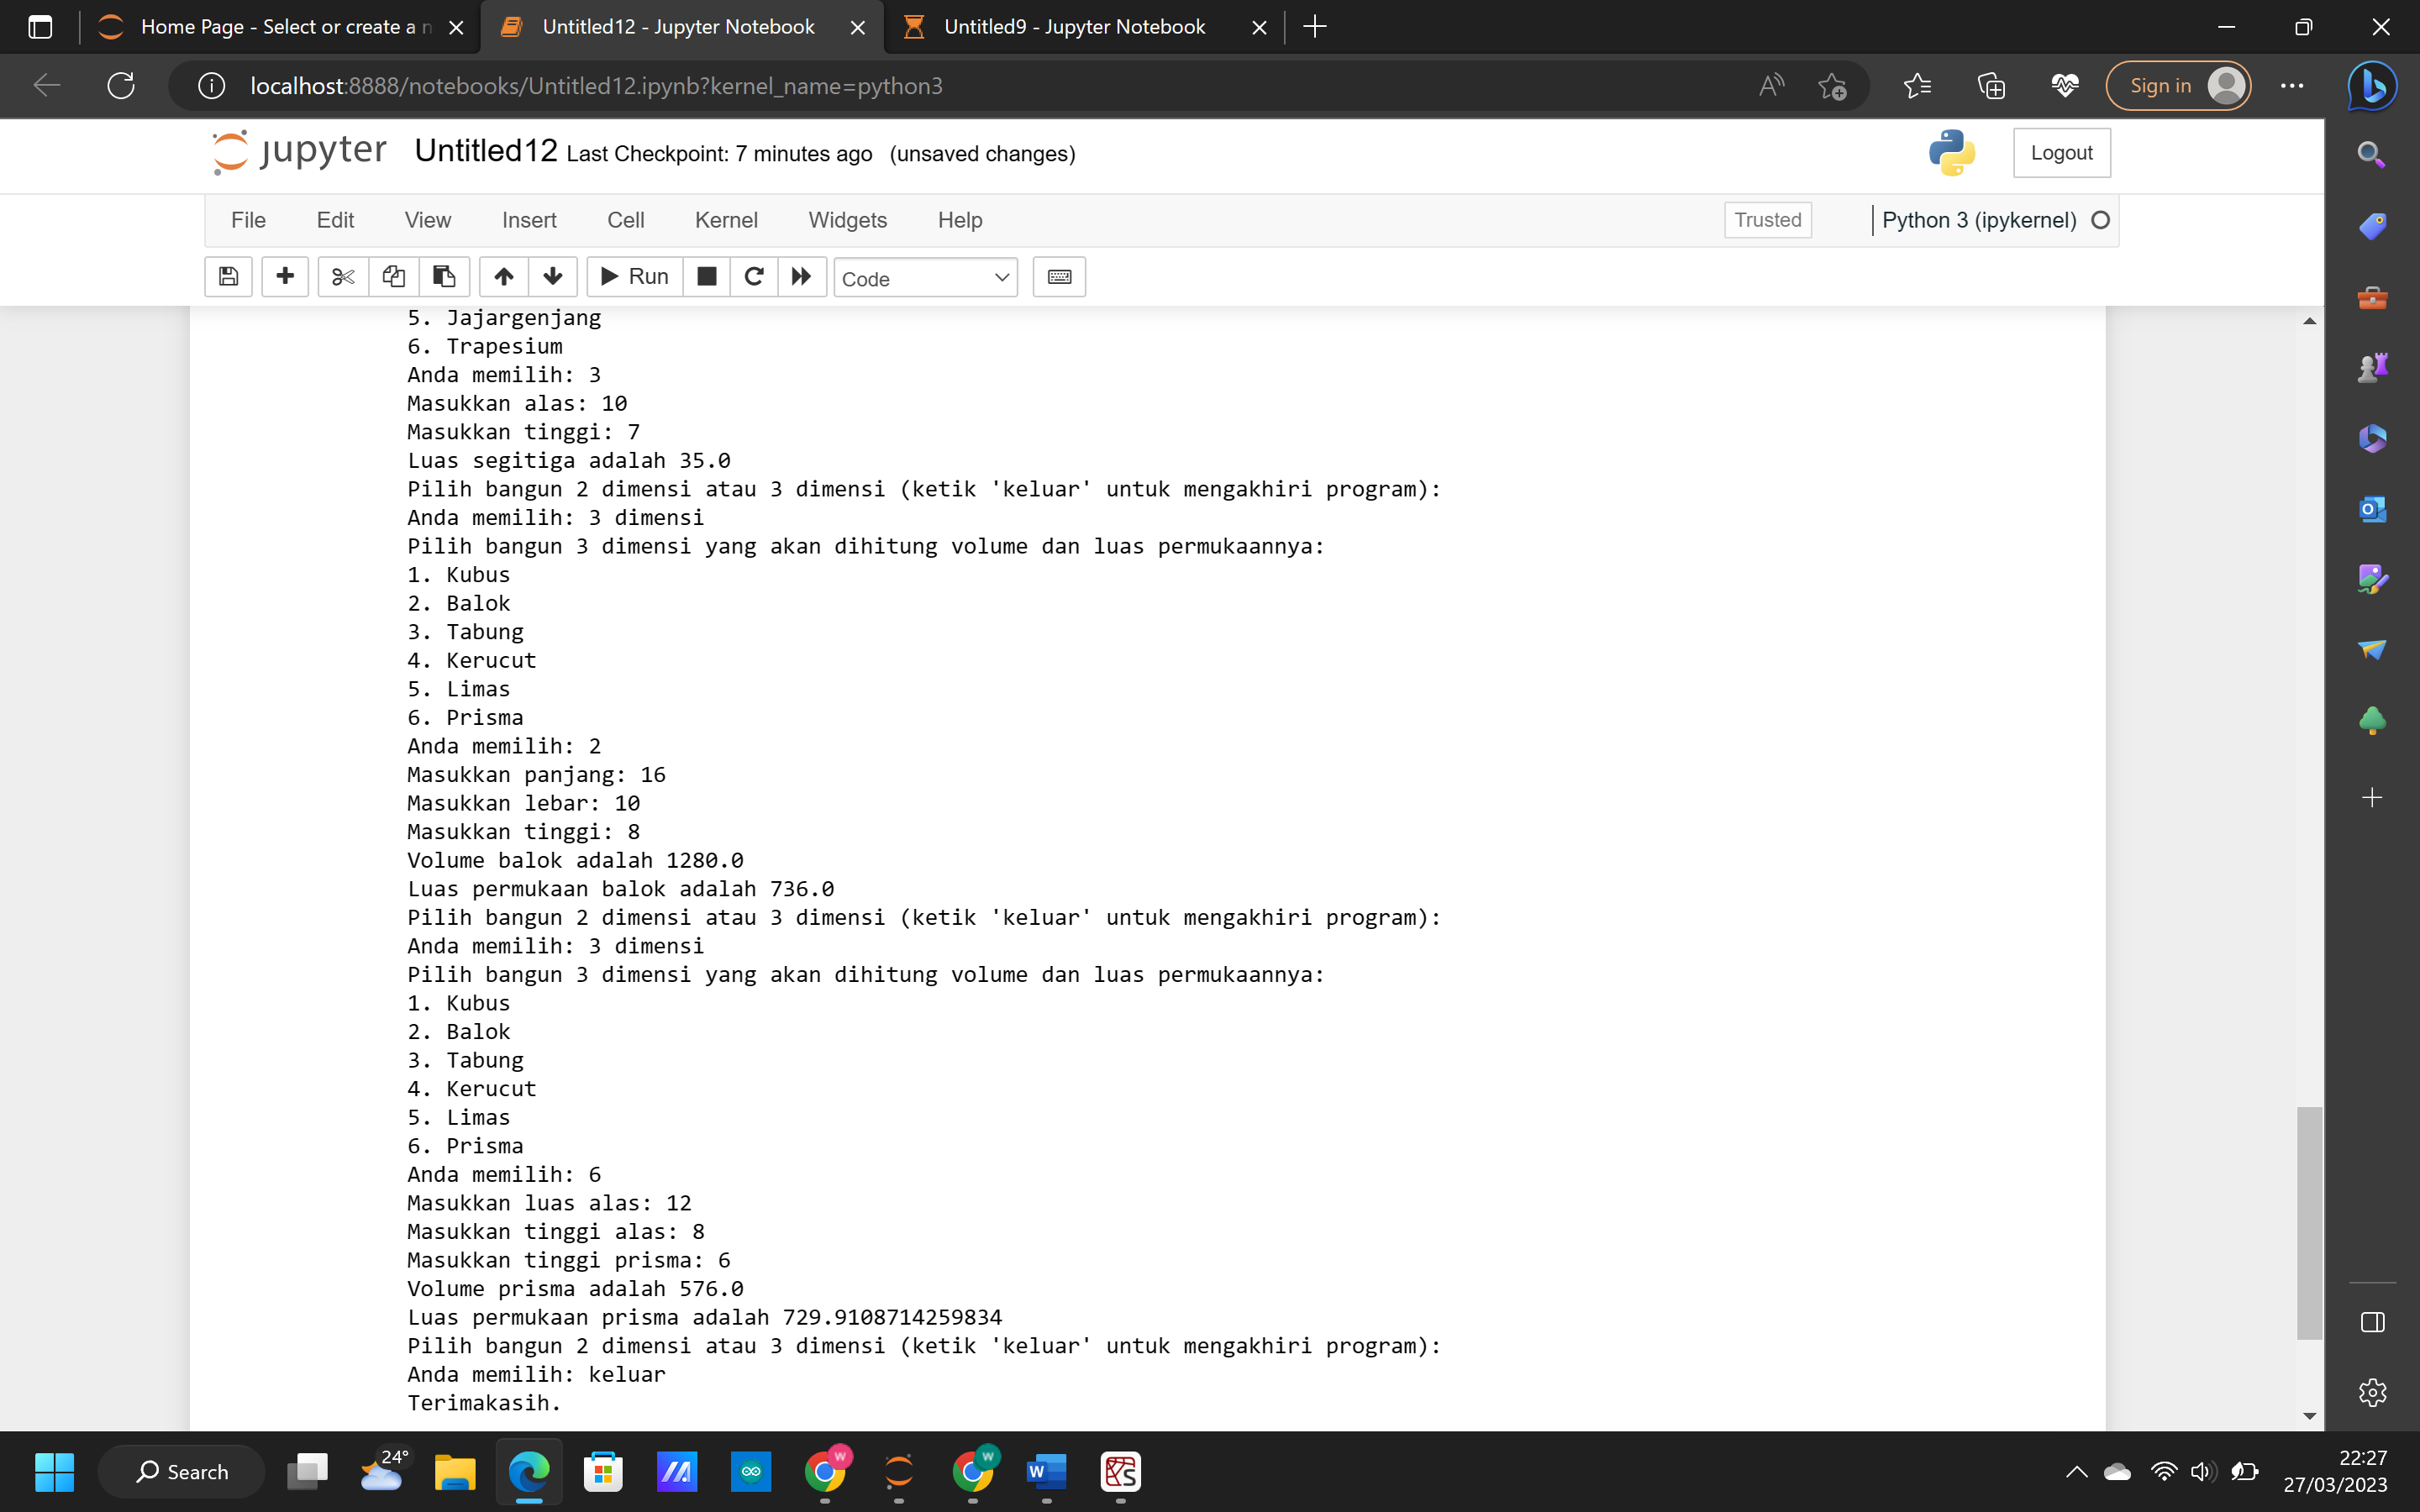 Home Page - Select or create a n
Untitled12 - Jupyter Notebook
Untitled9 - Jupyter Notebook
localhost:8888/notebooks/Untitled12.ipynb?kernel_name=python3
Sign in
jupyter Untitled12 Last Checkpoint: 7 minutes ago (unsaved changes)
Logout
File Edit View Insert Cell Kernel Widgets Help
Trusted Python 3 (ipykernel)
Run Code
5. Jajargenjang
6. Trapesium
Anda memilih: 3
Masukkan alas: 10
Masukkan tinggi: 7
Luas segitiga adalah 35.0
Pilih bangun 2 dimensi atau 3 dimensi (ketik 'keluar' untuk mengakhiri program):
Anda memilih: 3 dimensi
Pilih bangun 3 dimensi yang akan dihitung volume dan luas permukaannya:
1. Kubus
2. Balok
3. Tabung
4. Kerucut
5. Limas
6. Prisma
Anda memilih: 2
Masukkan panjang: 16
Masukkan lebar: 10
Masukkan tinggi: 8
Volume balok adalah 1280.0
Luas permukaan balok adalah 736.0
Pilih bangun 2 dimensi atau 3 dimensi (ketik 'keluar' untuk mengakhiri program):
Anda memilih: 3 dimensi
Pilih bangun 3 dimensi yang akan dihitung volume dan luas permukaannya:
1. Kubus
2. Balok
3. Tabung
4. Kerucut
5. Limas
6. Prisma
Anda memilih: 6
Masukkan luas alas: 12
Masukkan tinggi alas: 8
Masukkan tinggi prisma: 6
Volume prisma adalah 576.0
Luas permukaan prisma adalah 729.9108714259834
Pilih bangun 2 dimensi atau 3 dimensi (ketik 'keluar' untuk mengakhiri program):
Anda memilih: keluar
Terimakasih.
Search
24°
22:27
27/03/2023